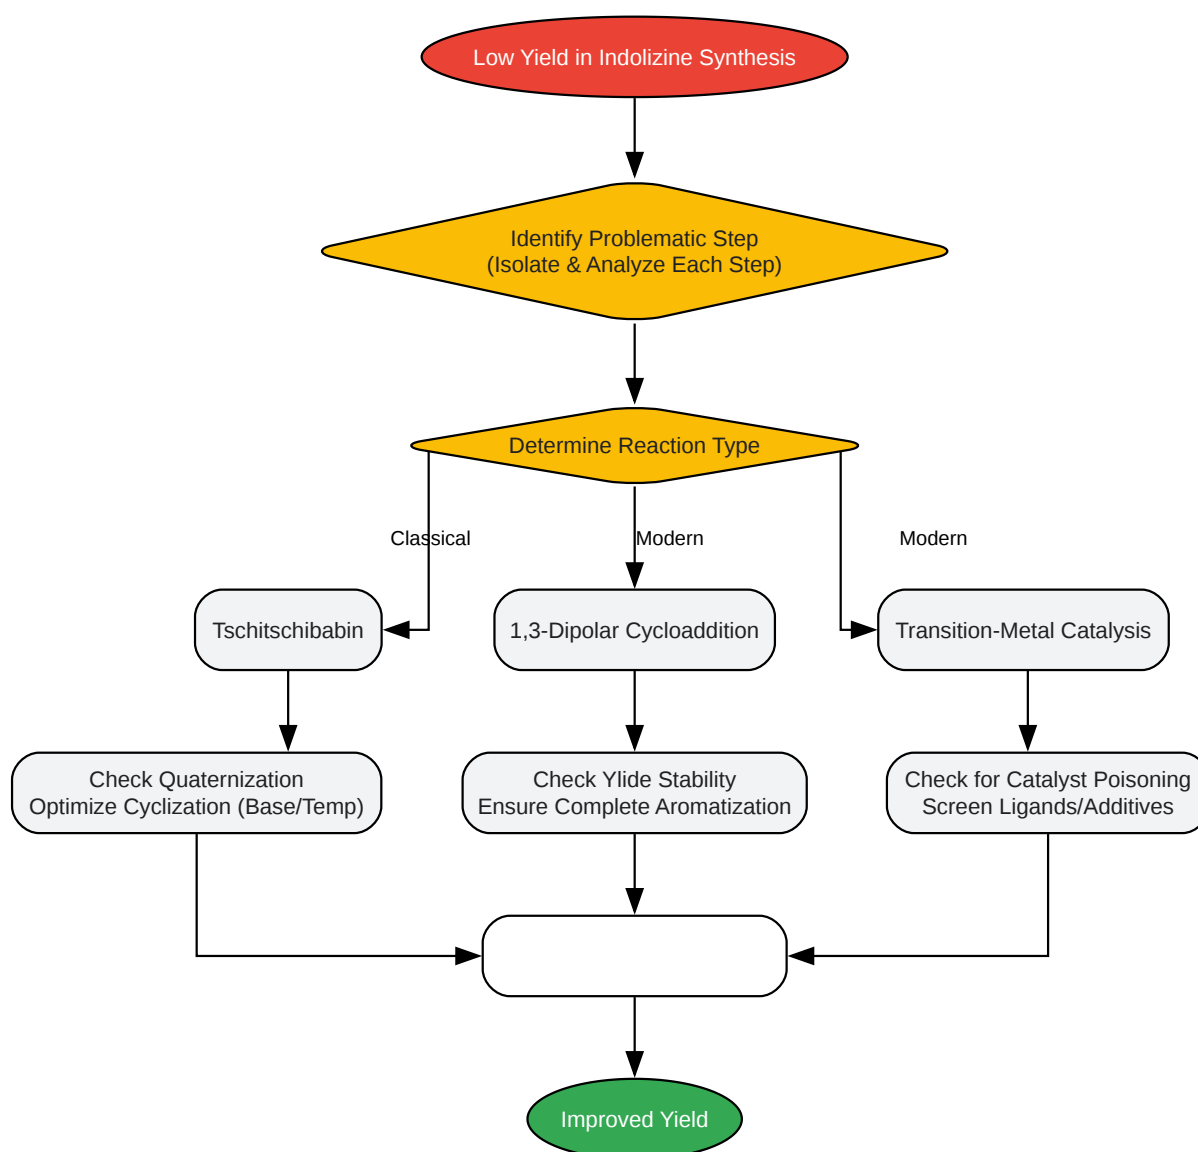 Low Yield in Indolizine Synthesis
Identify Problematic Step
(Isolate & Analyze Each Step)
Determine Reaction Type
Classical
Modern
Modern
Tschitschibabin
1,3-Dipolar Cycloaddition
Transition-Metal Catalysis
Check Quaternization
Optimize Cyclization (Base/Temp)
Check Ylide Stability
Ensure Complete Aromatization
Check for Catalyst Poisoning
Screen Ligands/Additives
Improved Yield